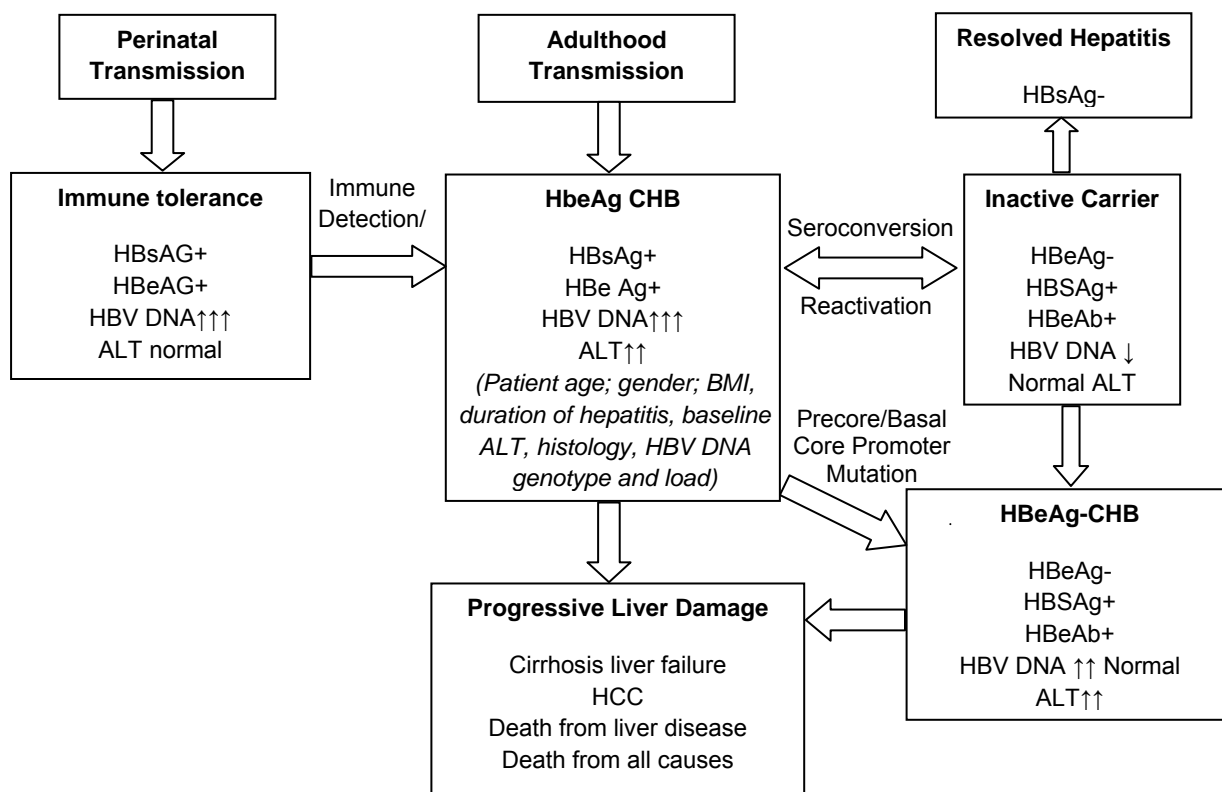 Perinatal
Transmission
Adulthood
Transmission
Resolved Hepatitis
HBsAg-
Immune tolerance
HBsAG+
HBeAG+
HBV DNA↑↑↑
ALT normal
Immune
Detection/
HbeAg CHB
HBsAg+
HBe Ag+
HBV DNA↑↑↑
ALT↑↑
(Patient age; gender; BMI,
duration of hepatitis, baseline
ALT, histology, HBV DNA
genotype and load)
Seroconversion
Reactivation
Inactive Carrier
HBeAg-
HBSAg+
HBeAb+
HBV DNA ↓
Normal ALT
Precore/Basal
Core Promoter
Mutation
HBeAg-CHB
.
HBeAg-
HBSAg+
HBeAb+
HBV DNA ↑↑ Normal
ALT↑↑
Progressive Liver Damage
Cirrhosis liver failure
HCC
Death from liver disease
Death from all causes